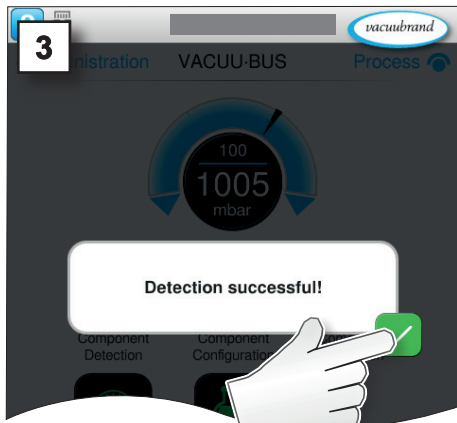 3
vacuubrand
nistration VACUU·BUS Process
100
1005
mbar
Detection successful!
Component Component
Detection Configuration